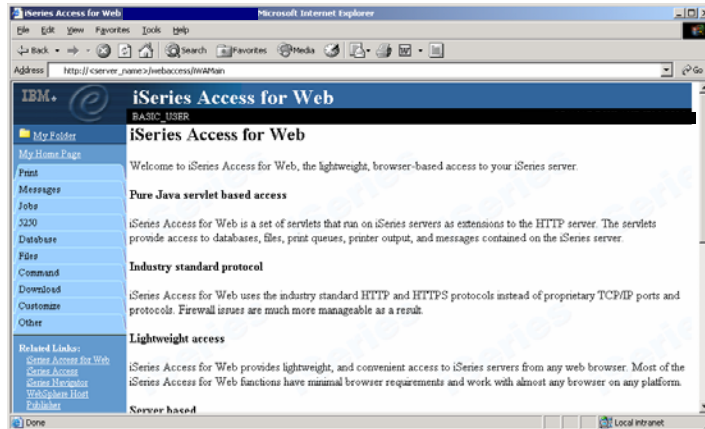 iSeries Access for Web Microsoft Internet Explorer
File Edit View Favorites Tools Help
Back Search Favorites Media
Address http://<server_name>/webaccess/iWAMain Go
IBM. iSeries Access for Web
BASIC_USER
My Folder
My Home Page
Print
Messages
Jobs
5250
Database
Files
Command
Download
Customize
Other
Related Links:
iSeries Access for Web
iSeries Access
iSeries Navigator
WebSphere Host
Publisher
iSeries Access for Web
Welcome to iSeries Access for Web, the lightweight, browser-based access to your iSeries server.
Pure Java servlet based access
iSeries Access for Web is a set of servlets that run on iSeries servers as extensions to the HTTP server. The servlets
provide access to databases, files, print queues, printer output, and messages contained on the iSeries server.
Industry standard protocol
iSeries Access for Web uses the industry standard HTTP and HTTPS protocols instead of proprietary TCP/IP ports and
protocols. Firewall issues are much more manageable as a result.
Lightweight access
iSeries Access for Web provides lightweight, and convenient access to iSeries servers from any web browser. Most of the
iSeries Access for Web functions have minimal browser requirements and work with almost any browser on any platform.
Server based
Done Local intranet